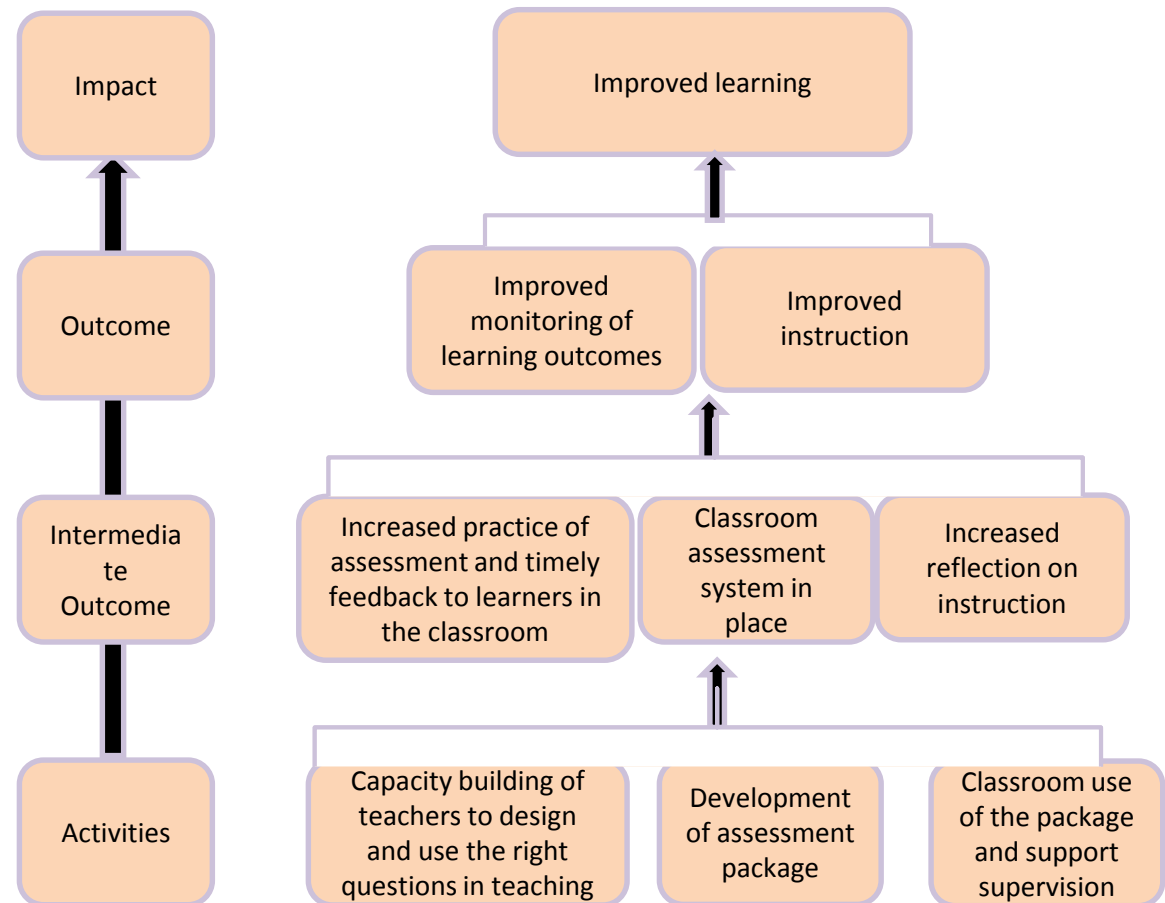 Impact
Improved learning
Outcome
Improved
monitoring of
learning outcomes
Improved
instruction
Intermedia
te
Outcome
Increased practice of
assessment and timely
feedback to learners in
the classroom
Classroom
assessment
system in
place
Increased
reflection on
instruction
Activities
Capacity building of
teachers to design
and use the right
questions in teaching
Development
of assessment
package
Classroom use
of the package
and support
supervision